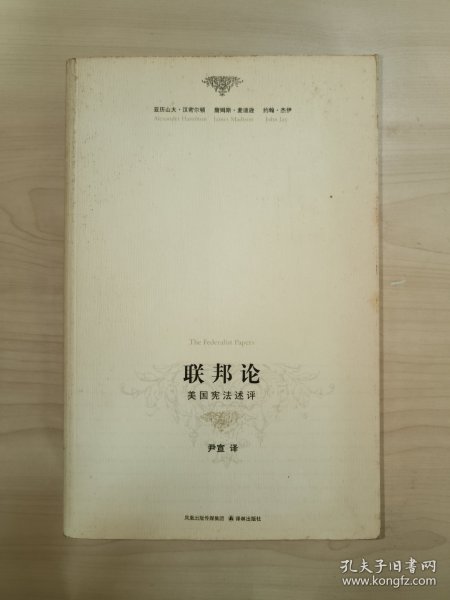 亚历山大·汉密尔顿 詹姆斯·麦迪逊 约翰·杰伊
Alexander Hamilton James Madison John Jay
The Federalist Papers
联邦论
美国宪法述评
尹宣 译
凤凰出版传媒集团 译林出版社
孔夫子旧书网
www.kongfz.com